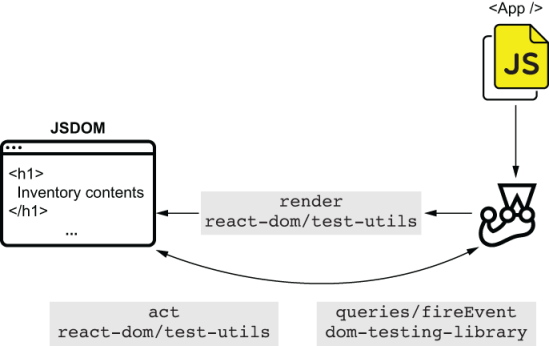 <App />
JS
JSDOM
<h1>
Inventory contents
</h1>
...
render
react-dom/test-utils
act
react-dom/test-utils
queries/fireEvent
dom-testing-library